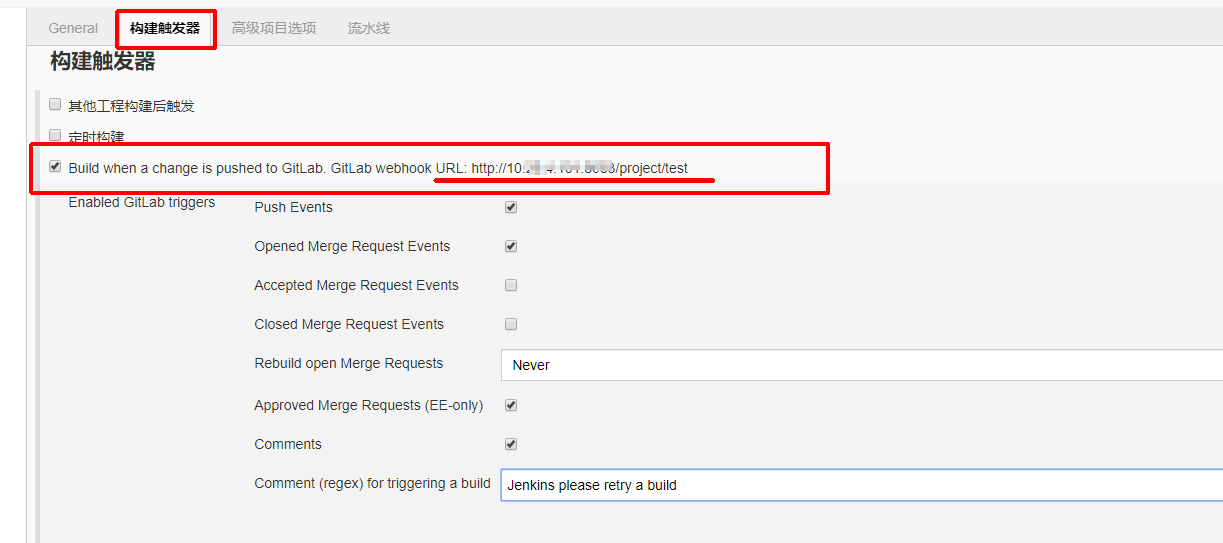 General 构建触发器 高级项目选项 流水线
构建触发器
其他工程构建后触发
定时构建
Build when a change is pushed to GitLab. GitLab webhook URL: http://10. /project/test
Enabled GitLab triggers
Push Events
Opened Merge Request Events
Accepted Merge Request Events
Closed Merge Request Events
Rebuild open Merge Requests Never
Approved Merge Requests (EE-only)
Comments
Comment (regex) for triggering a build Jenkins please retry a build